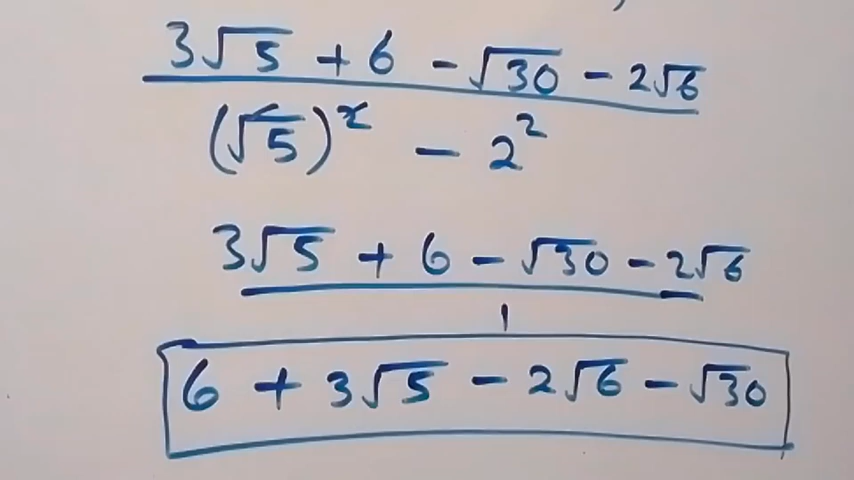 3√5 + 6 - √30 - 2√6
(√5)² - 2²
3√5 + 6 - √30 - 2√6
1
6 + 3√5 - 2√6 - √30